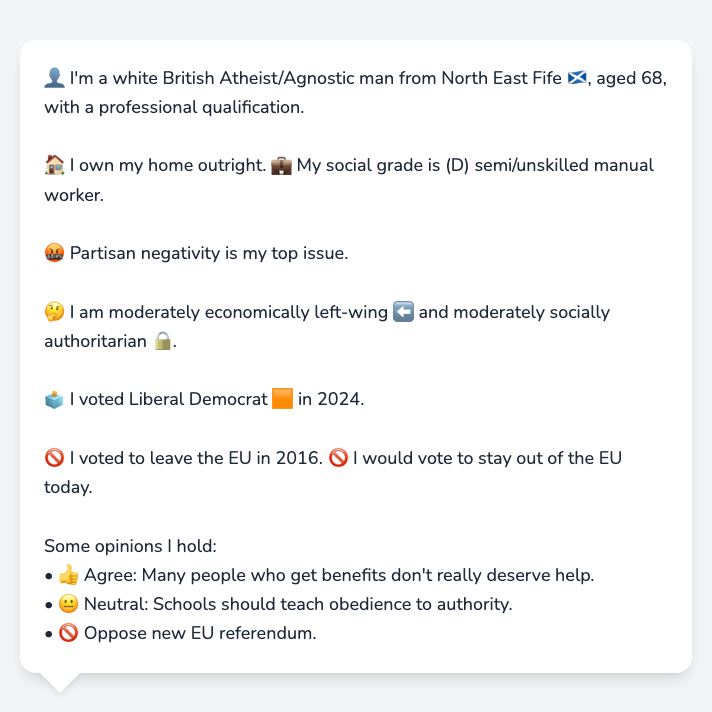 👤 I'm a white British Atheist/Agnostic man from North East Fife 🏴󠁧󠁢󠁳󠁣󠁴󠁿, aged 68,
with a professional qualification.
🏠 I own my home outright. 💼 My social grade is (D) semi/unskilled manual
worker.
🤬 Partisan negativity is my top issue.
🤔 I am moderately economically left-wing ⬅️ and moderately socially
authoritarian 🔒.
🗳️ I voted Liberal Democrat 🟧 in 2024.
🚫 I voted to leave the EU in 2016. 🚫 I would vote to stay out of the EU
today.
Some opinions I hold:
• 👍 Agree: Many people who get benefits don't really deserve help.
• 😐 Neutral: Schools should teach obedience to authority.
• 🚫 Oppose new EU referendum.